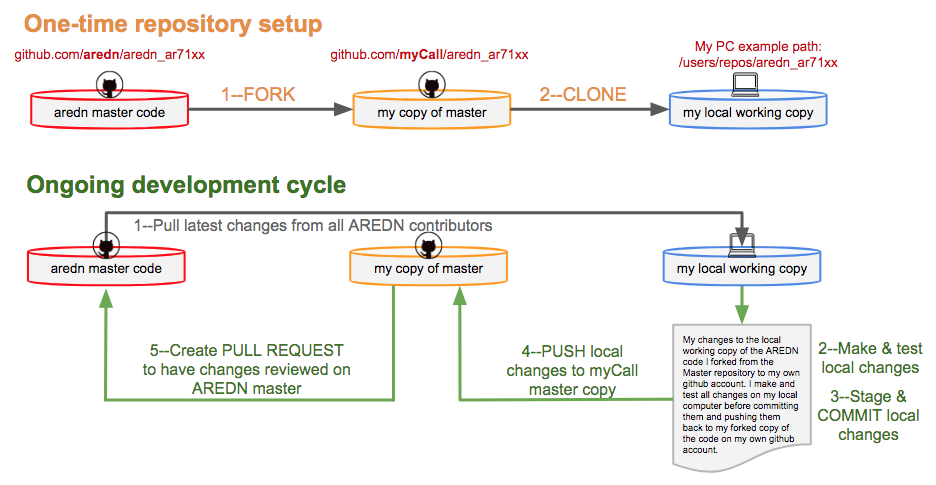 One-time repository setup
github.com/aredn/aredn_ar71xx
github.com/myCall/aredn_ar71xx
My PC example path:
/users/repos/aredn_ar71xx
1--FORK
2--CLONE
aredn master code
my copy of master
my local working copy
Ongoing development cycle
1--Pull latest changes from all AREDN contributors
aredn master code
my copy of master
my local working copy
5--Create PULL REQUEST
to have changes reviewed on
AREDN master
4--PUSH local
changes to myCall
master copy
My changes to the local
working copy of the AREDN
code I forked from the
Master repository to my own
github account. I make and
test all changes on my local
computer before committing
them and pushing them
back to my forked copy of
the code on my own github
account.
2--Make & test
local changes
3--Stage &
COMMIT local
changes